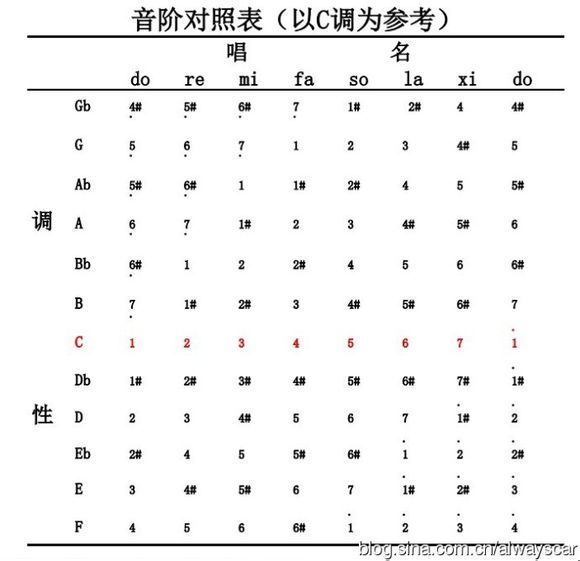 音阶对照表（以C调为参考）
唱 名
do re mi fa so la xi do
Gb 4# 5# 6# 7 1# 2# 4 4#
G 5 6 7 1 2 3 4# 5
Ab 5# 6# 1 1# 2# 4 5 5#
调 A 6 7 1# 2 3 4# 5# 6
Bb 6# 1 2 2# 4 5 6 6#
B 7 1# 2# 3 4# 5# 6# 7
C 1 2 3 4 5 6 7 1
Db 1# 2# 3# 4# 5# 6# 7# 1#
性 D 2 3 4# 5 6 7 1# 2
Eb 2# 4 5 5# 6# 1 2 2#
E 3 4# 5# 6 7 1# 2# 3
F 4 5 6 6# 1 2 3 4
blog.sina.com.cn/alwayscar